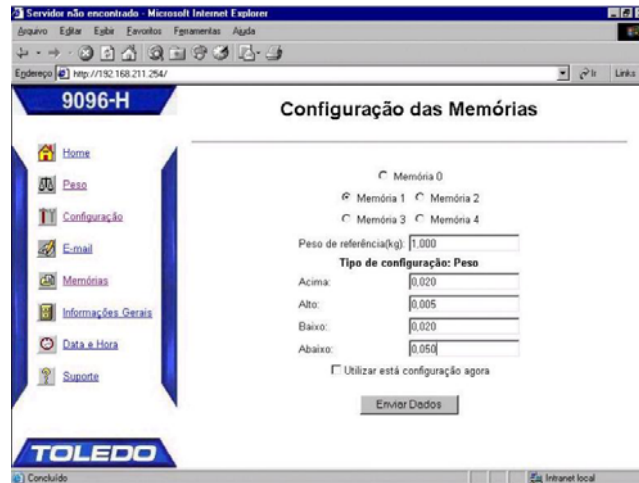 Servidor não encontrado - Microsoft Internet Explorer
Arquivo Editar Exibir Favoritos Ferramentas Ajuda
Endereço http://192.168.211.254/ Ir Links
9096-H
Home
Peso
Configuração
E-mail
Memórias
Informações Gerais
Data e Hora
Suporte
TOLEDO
Configuração das Memórias
Memória 0
Memória 1 Memória 2
Memória 3 Memória 4
Peso de referência(kg): 1,000
Tipo de configuração: Peso
Acima: 0,020
Alto: 0,005
Baixo: 0,020
Abaixo: 0,050
Utilizar está configuração agora
Enviar Dados
Concluído Intranet local